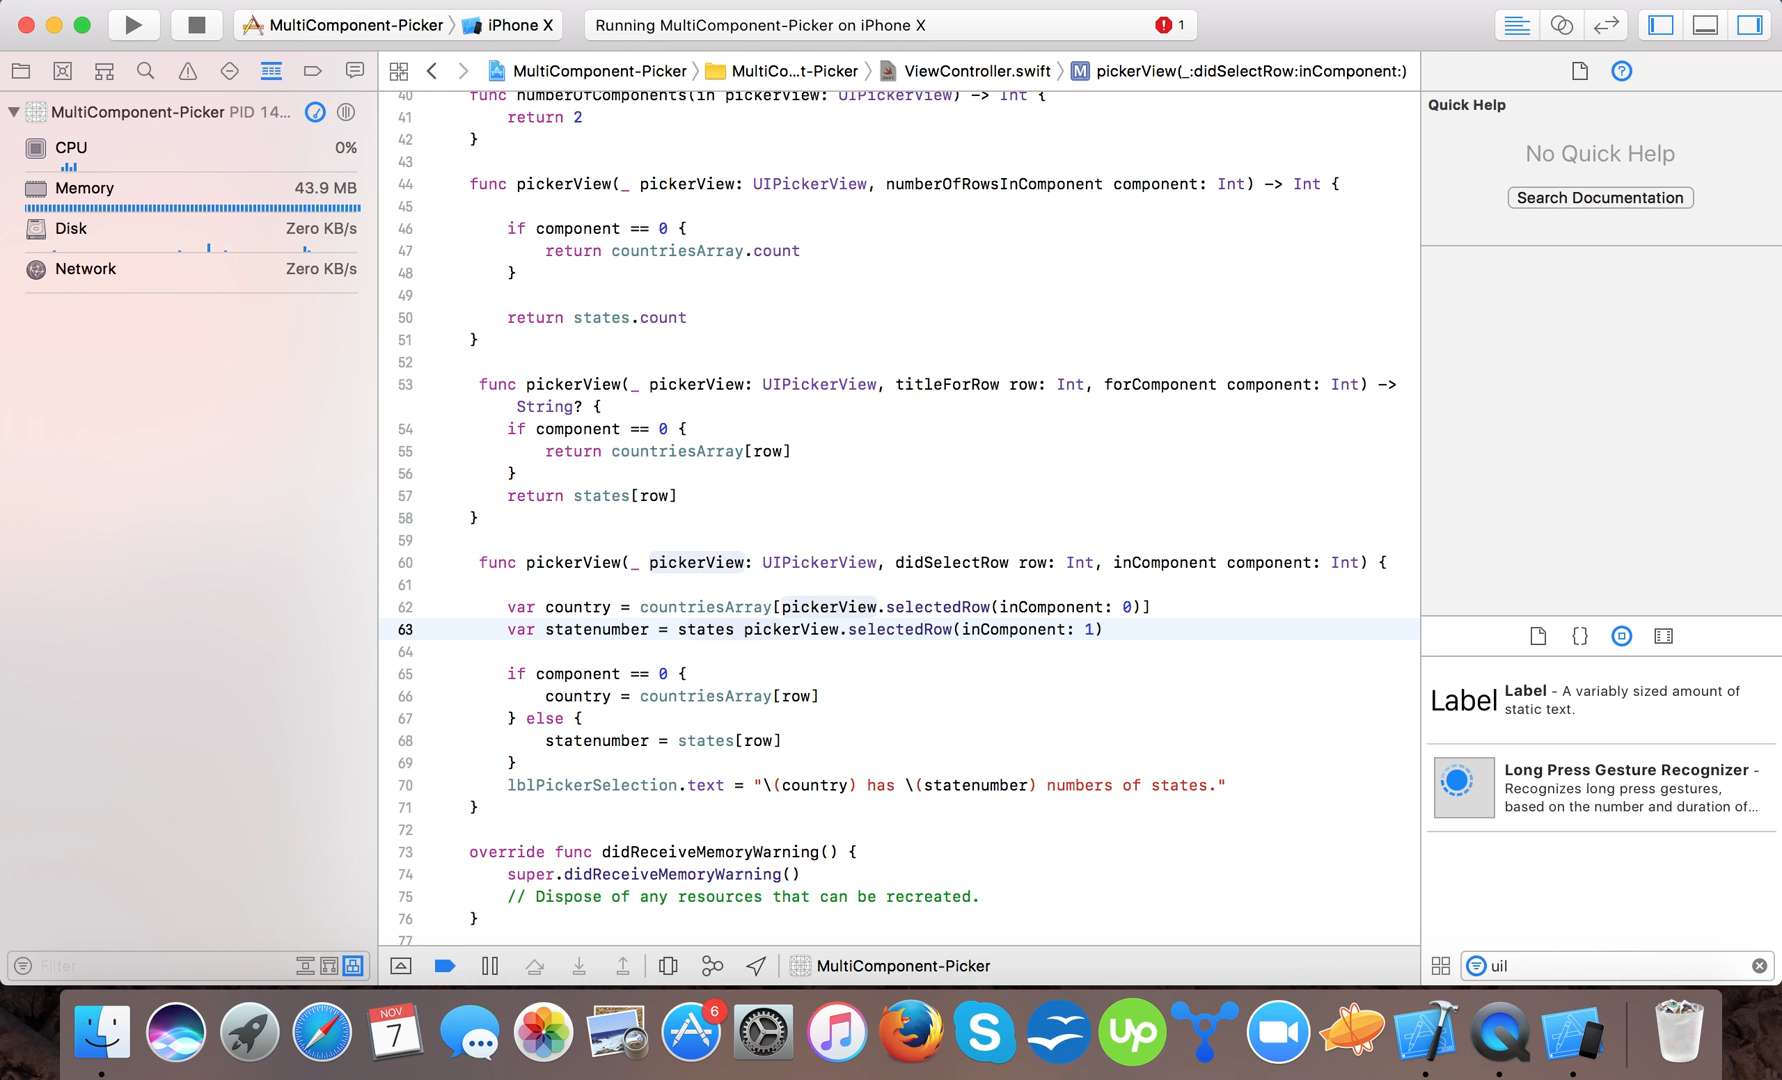 MultiComponent-Picker
iPhone X
Running MultiComponent-Picker on iPhone X
1
MultiComponent-Picker
MultiCo...t-Picker
ViewController.swift
M
pickerView(_:didSelectRow:inComponent:)
MultiComponent-Picker PID 14...
CPU
0%
Memory
43.9 MB
Disk
Zero KB/s
Network
Zero KB/s
Filter
40 func numberOfComponents(in pickerView: UIPickerView) -> Int {
41 return 2
42 }
43
44 func pickerView(_ pickerView: UIPickerView, numberOfRowsInComponent component: Int) -> Int {
45
46 if component == 0 {
47 return countriesArray.count
48 }
49
50 return states.count
51 }
52
53 func pickerView(_ pickerView: UIPickerView, titleForRow row: Int, forComponent component: Int) ->
String? {
54 if component == 0 {
55 return countriesArray[row]
56 }
57 return states[row]
58 }
59
60 func pickerView(_ pickerView: UIPickerView, didSelectRow row: Int, inComponent component: Int) {
61
62 var country = countriesArray[pickerView.selectedRow(inComponent: 0)]
63 var statenumber = states pickerView.selectedRow(inComponent: 1)
64
65 if component == 0 {
66 country = countriesArray[row]
67 } else {
68 statenumber = states[row]
69 }
70 lblPickerSelection.text = "\(country) has \(statenumber) numbers of states."
71 }
72
73 override func didReceiveMemoryWarning() {
74 super.didReceiveMemoryWarning()
75 // Dispose of any resources that can be recreated.
76 }
77
MultiComponent-Picker
Quick Help
No Quick Help
Search Documentation
{}
Label
Label - A variably sized amount of
static text.
Long Press Gesture Recognizer -
Recognizes long press gestures,
based on the number and duration of...
uil
NOV
7
6
S
Up